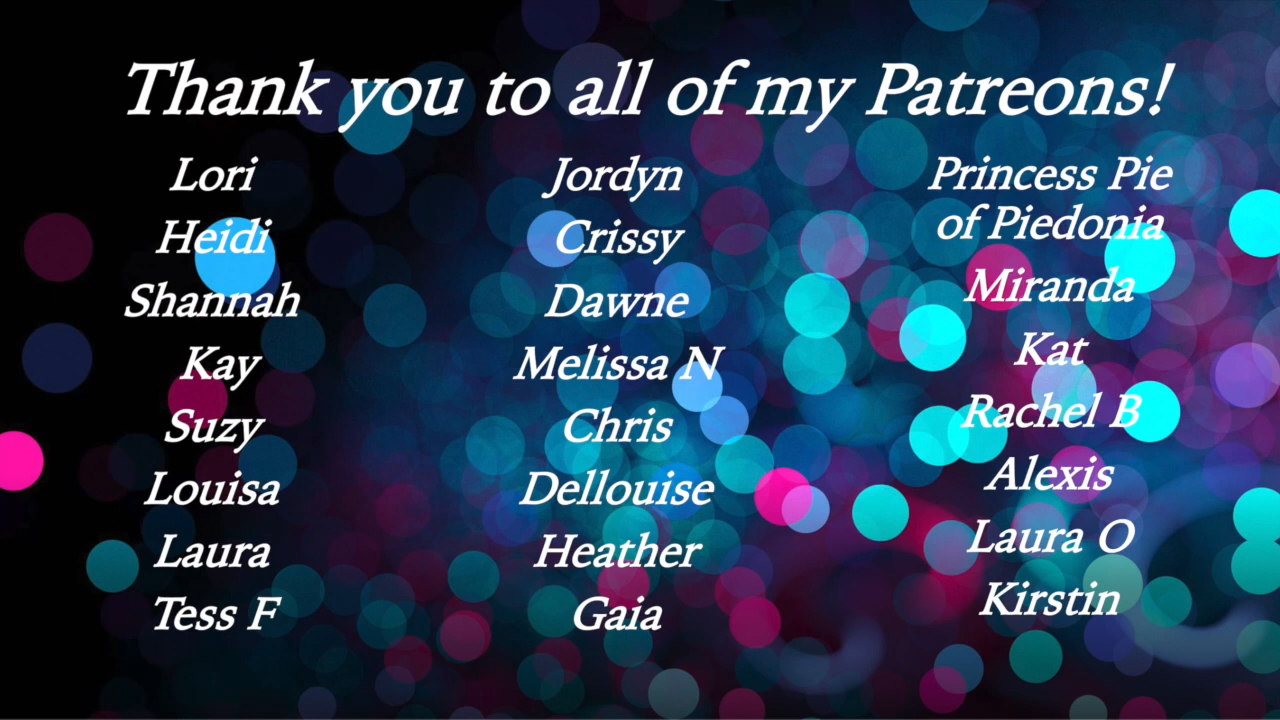 Thank you to all of my Patreons!
Lori
Heidi
Shannah
Kay
Suzy
Louisa
Laura
Tess F
Jordyn
Crissy
Dawne
Melissa N
Chris
Dellouise
Heather
Gaia
Princess Pie
of Piedonia
Miranda
Kat
Rachel B
Alexis
Laura O
Kirstin